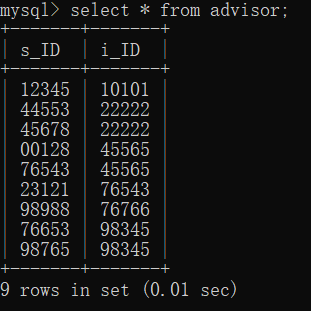 mysql> select * from advisor;
+-------+-------+
| s_ID | i_ID |
+-------+-------+
| 12345 | 10101 |
| 44553 | 22222 |
| 45678 | 22222 |
| 00128 | 45565 |
| 76543 | 45565 |
| 23121 | 76543 |
| 98988 | 76766 |
| 76653 | 98345 |
| 98765 | 98345 |
+-------+-------+
9 rows in set (0.01 sec)